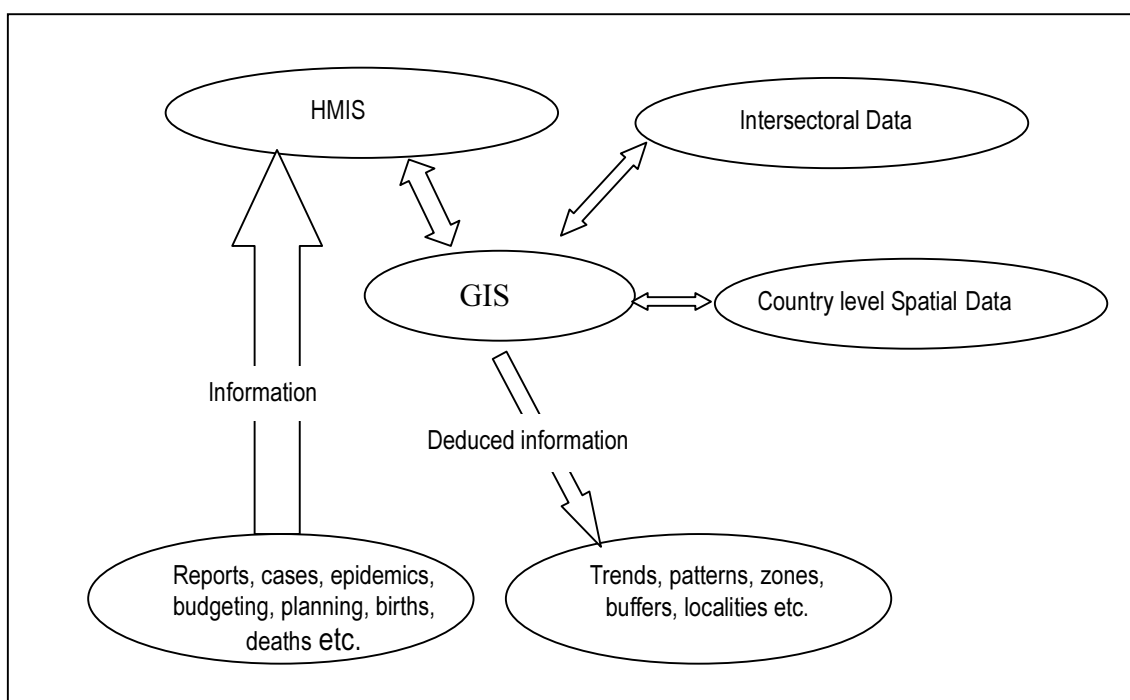 HMIS
Intersectoral Data
GIS
Country level Spatial Data
Information
Deduced information
Reports, cases, epidemics,
budgeting, planning, births,
deaths etc.
Trends, patterns, zones,
buffers, localities etc.